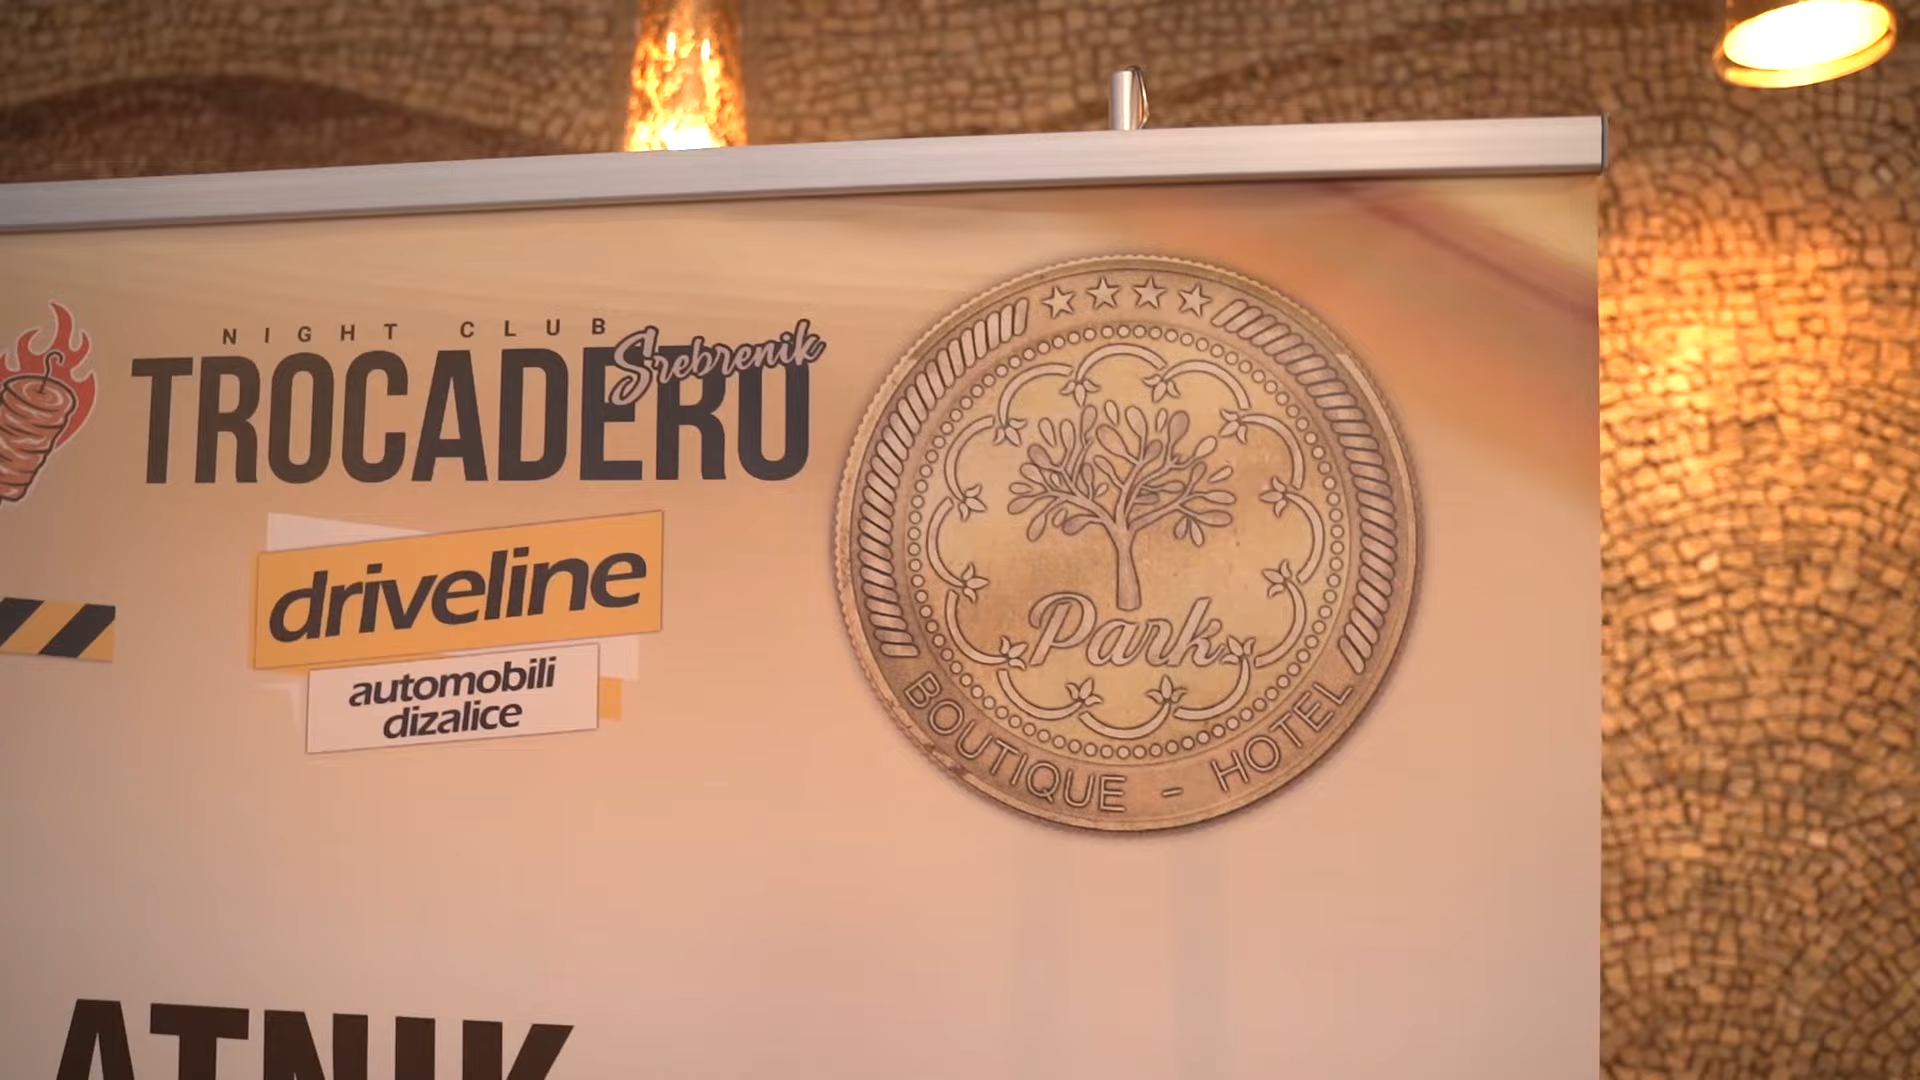 NIGHT CLUB
TROCADERO
Srebrenik
driveline
automobili
dizalice
Park
BOUTIQUE - HOTEL
ATNIK